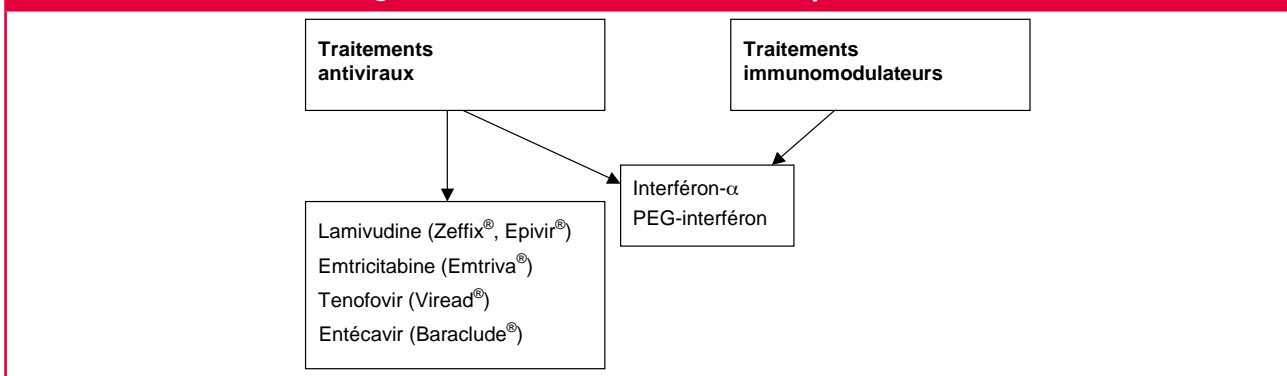 Traitements
antiviraux
Traitements
immunomodulateurs
Interféron-α
PEG-interféron
Lamivudine (Zeffix®, Epivir®)
Emtricitabine (Emtriva®)
Tenofovir (Viread®)
Entécavir (Baraclude®)